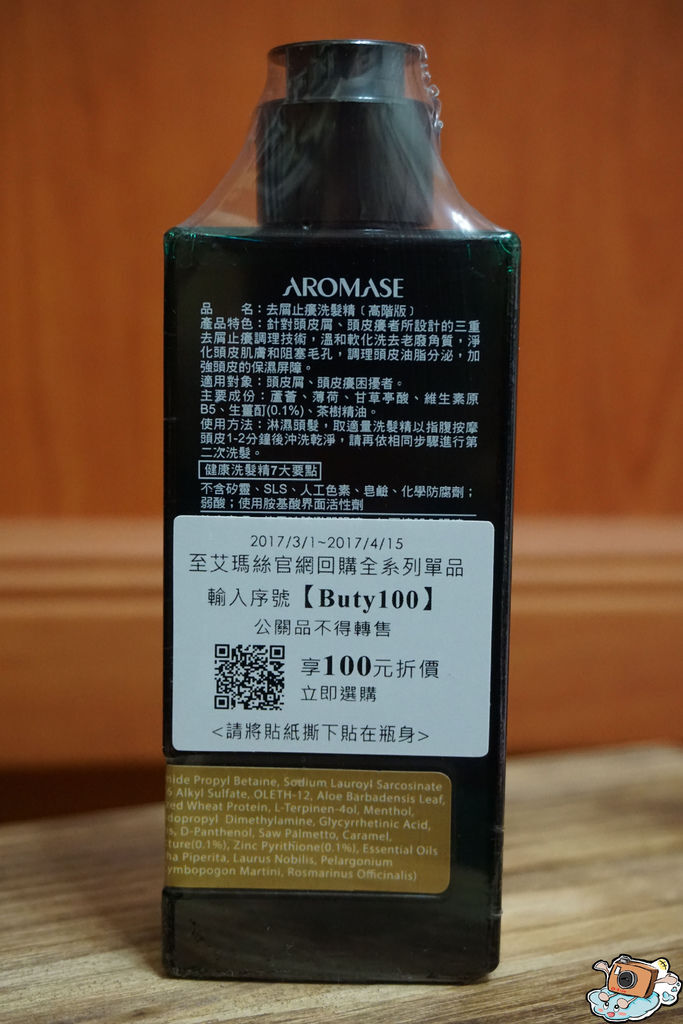 AROMASE
品　　名：去屑止癢洗髮精﹝高階版﹞
產品特色：針對頭皮屑、頭皮癢者所設計的三重
去屑止癢調理技術，溫和軟化洗去老廢角質，淨
化頭皮肌膚和阻塞毛孔，調理頭皮油脂分泌，加
強頭皮的保濕屏障。
適用對象：頭皮屑、頭皮癢困擾者。
主要成份：蘆薈、薄荷、甘草亭酸、維生素原
B5、生薑酊(0.1%)、茶樹精油。
使用方法：淋濕頭髮，取適量洗髮精以指腹按摩
頭皮1-2分鐘後沖洗乾淨，請再依相同步驟進行第
二次洗髮。
健康洗髮精7大要點
不含矽靈、SLS、人工色素、皂鹼、化學防腐劑；
弱酸；使用胺基酸界面活性劑
2017/3/1~2017/4/15
至艾瑪絲官網回購全系列單品
輸入序號【Buty100】
公關品不得轉售
享100元折價
立即選購
<請將貼紙撕下貼在瓶身>
nide Propyl Betaine, Sodium Lauroyl Sarcosinate
6 Alkyl Sulfate, OLETH-12, Aloe Barbadensis Leaf,
ed Wheat Protein, L-Terpinen-4ol, Menthol,
dopropyl Dimethylamine, Glycyrrhetinic Acid,
s, D-Panthenol, Saw Palmetto, Caramel,
ture(0.1%), Zinc Pyrithione(0.1%), Essential Oils
ha Piperita, Laurus Nobilis, Pelargonium
ymbopogon Martini, Rosmarinus Officinalis)